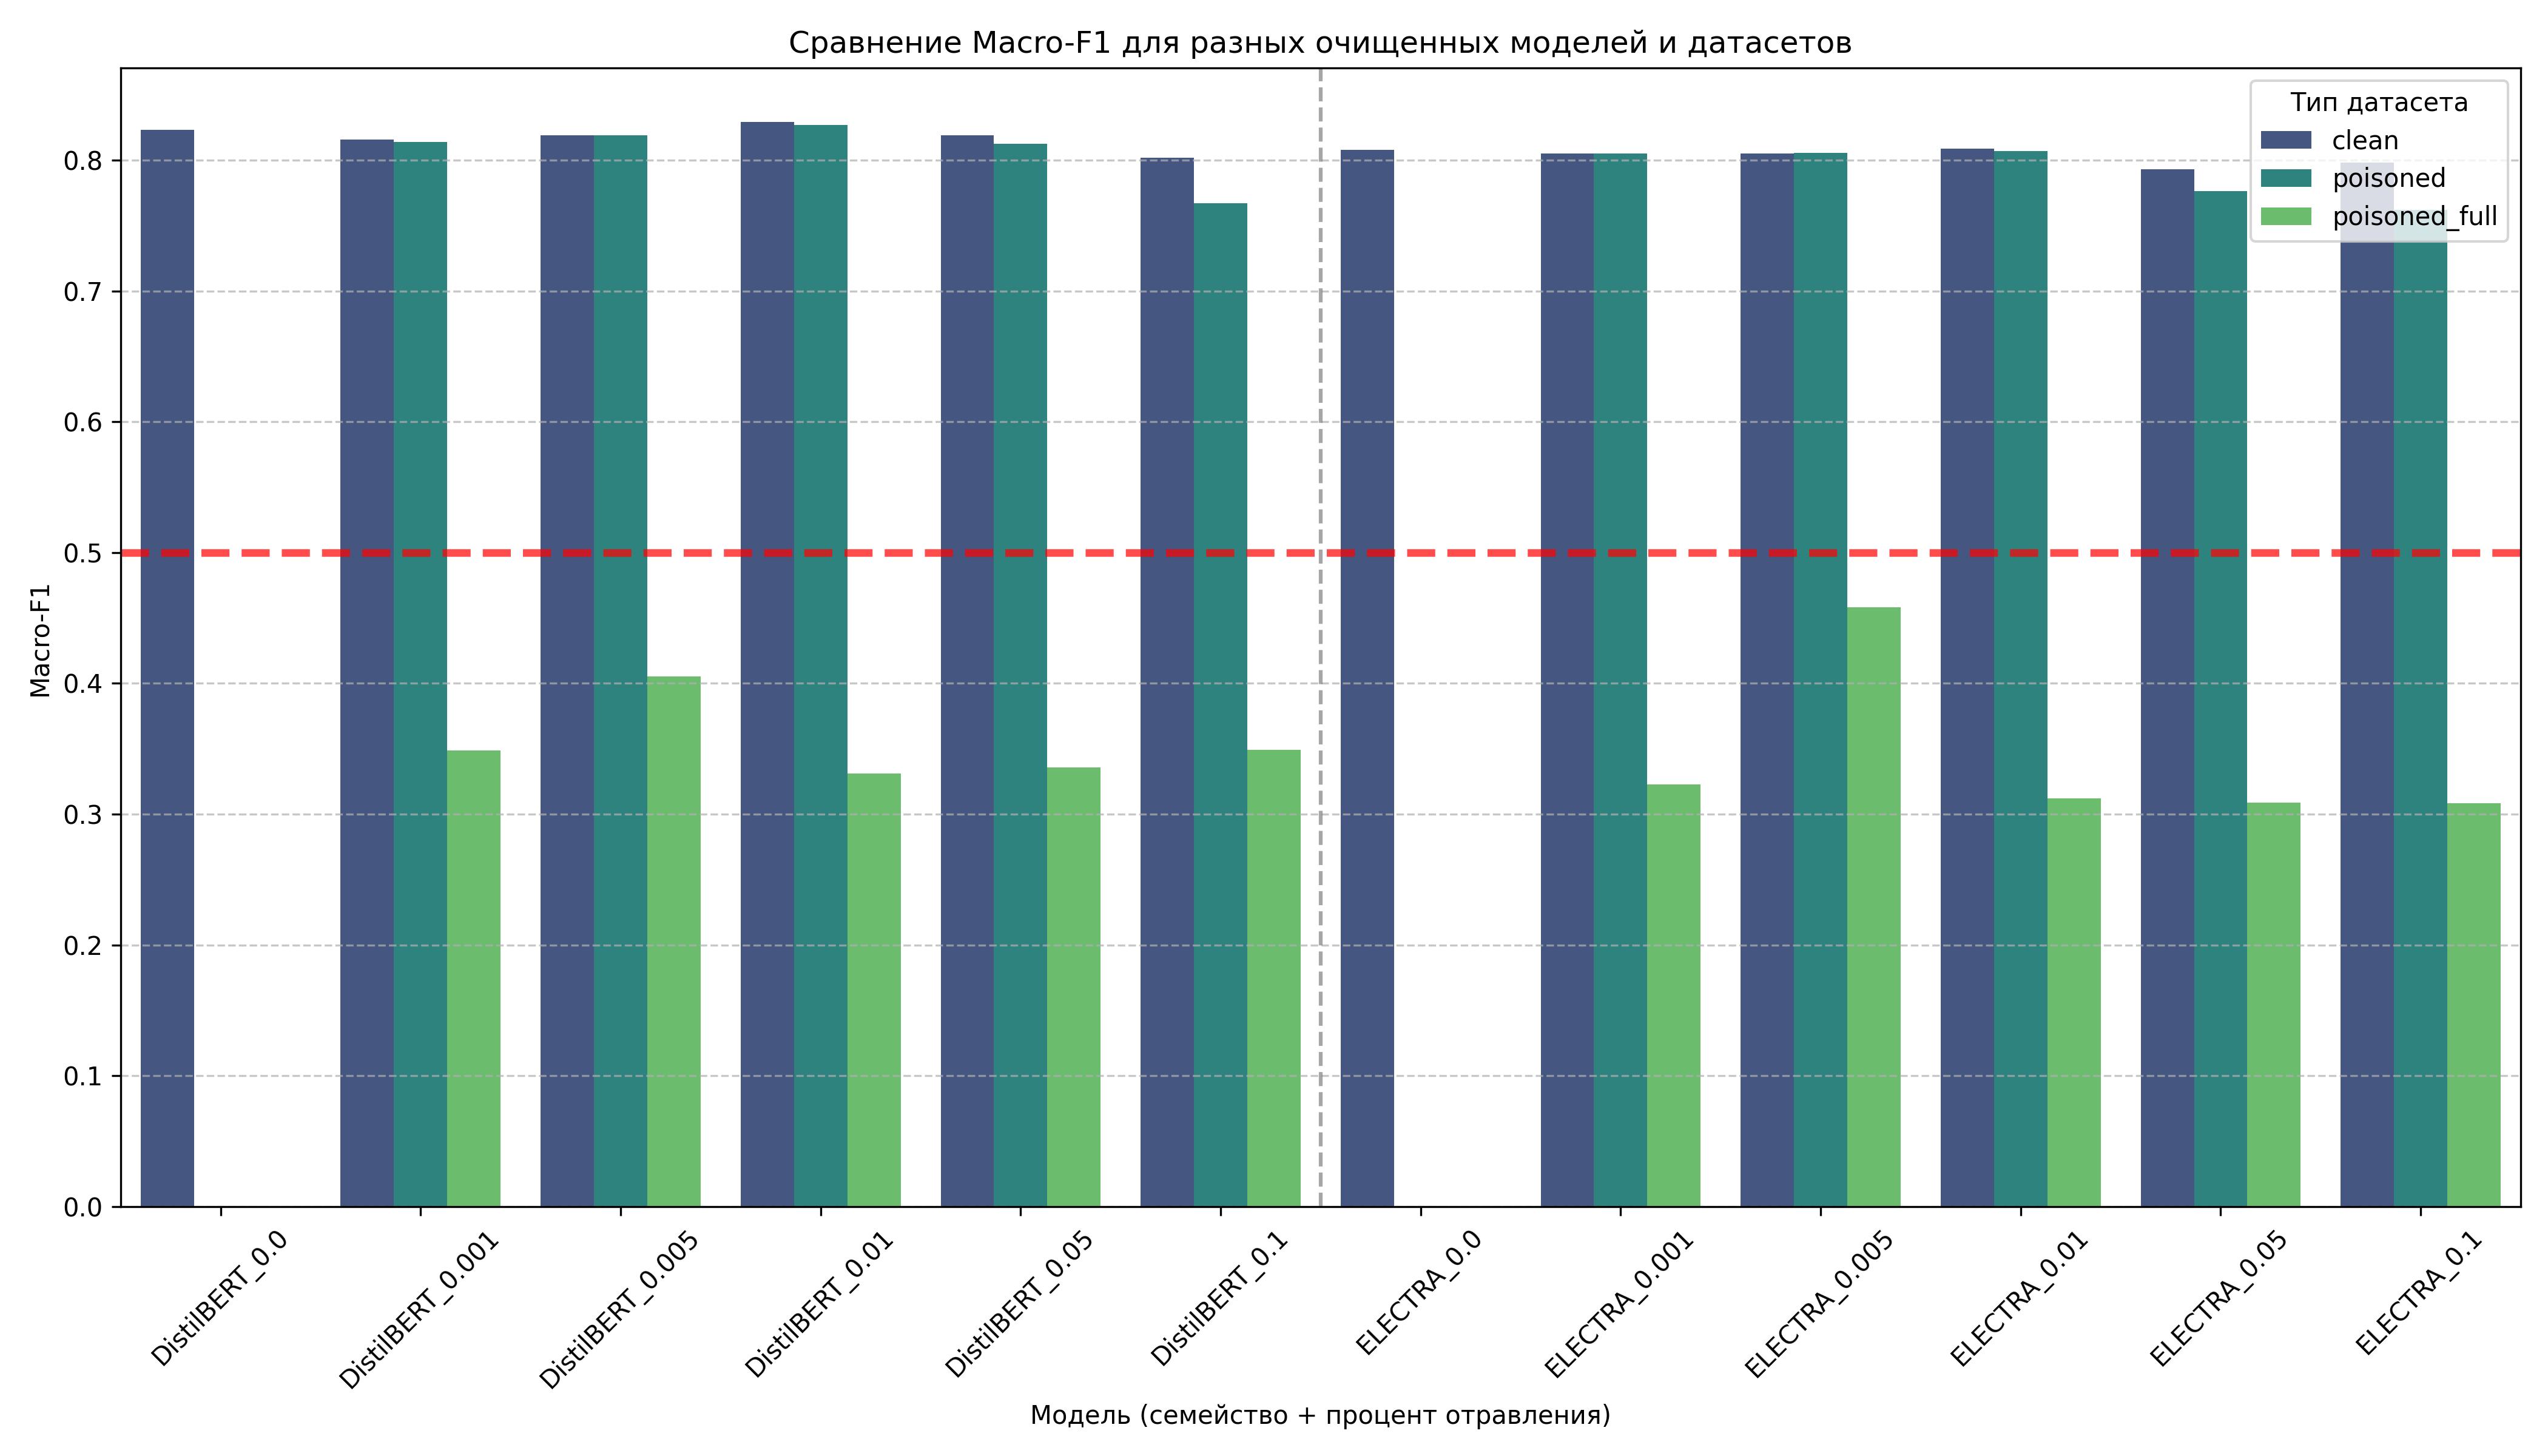 Сравнение Macro-F1 для разных очищенных моделей и датасетов
Тип датасета
clean
poisoned
poisoned_full
Macro-F1
0.8
0.7
0.6
0.5
0.4
0.3
0.2
0.1
0.0
DistilBERT_0.0
DistilBERT_0.001
DistilBERT_0.005
DistilBERT_0.01
DistilBERT_0.05
DistilBERT_0.1
ELECTRA_0.0
ELECTRA_0.001
ELECTRA_0.005
ELECTRA_0.01
ELECTRA_0.05
ELECTRA_0.1
Модель (семейство + процент отравления)